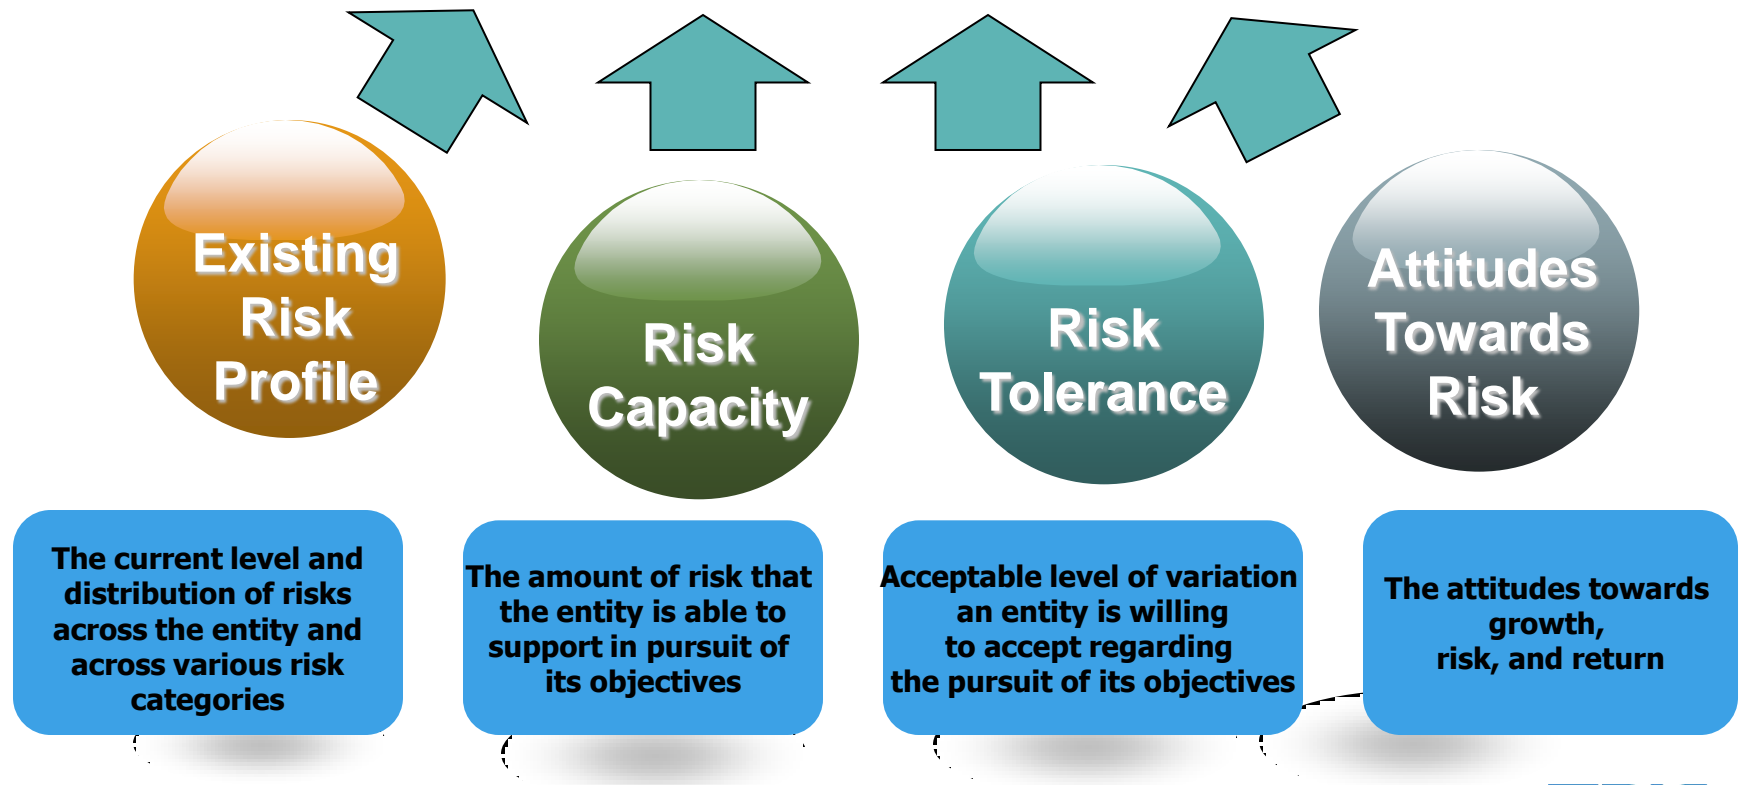 Existing
Risk
Profile
Risk
Capacity
Risk
Tolerance
Attitudes
Towards
Risk
The current level and
distribution of risks
across the entity and
across various risk
categories
The amount of risk that
the entity is able to
support in pursuit of
its objectives
Acceptable level of variation
an entity is willing
to accept regarding
the pursuit of its objectives
The attitudes towards
growth,
risk, and return